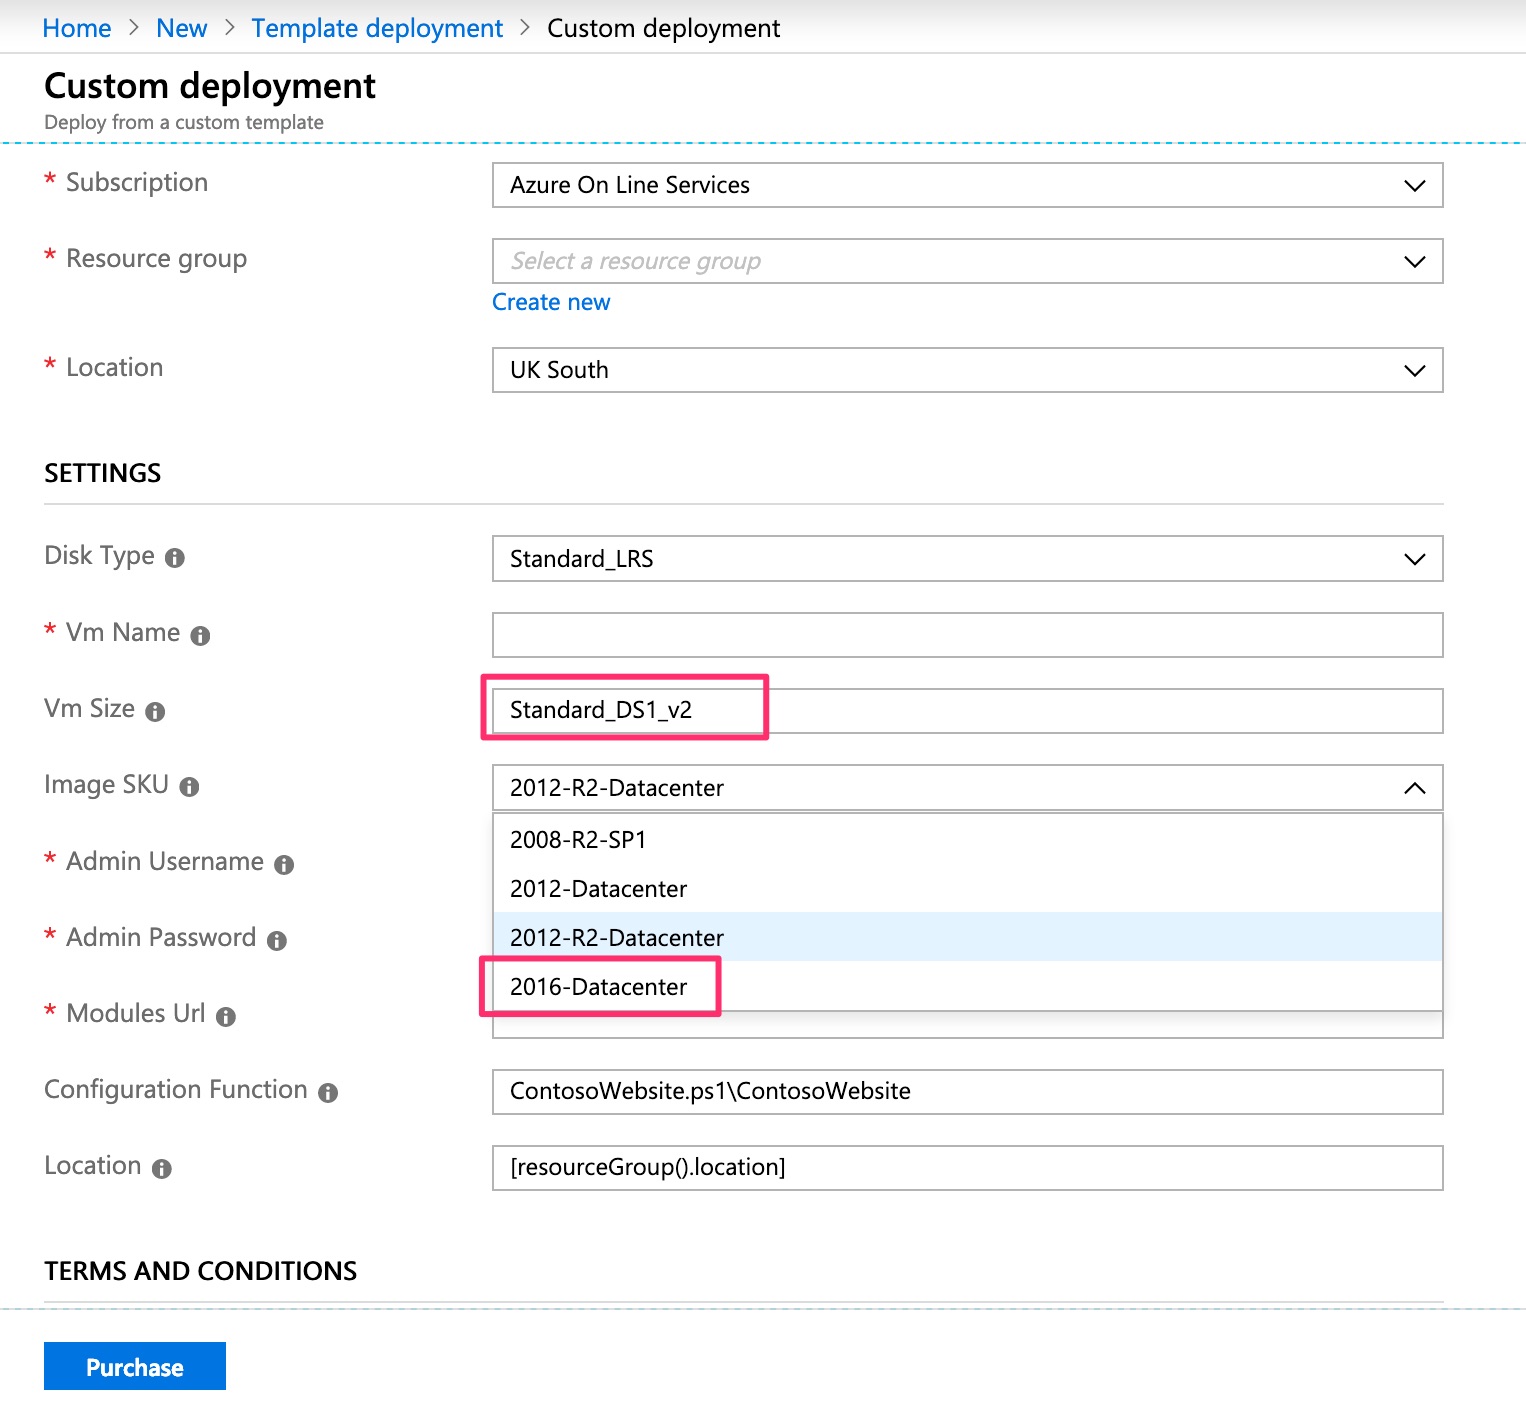 Home > New > Template deployment > Custom deployment
Custom deployment
Deploy from a custom template
* Subscription
Azure On Line Services
* Resource group
Select a resource group
Create new
* Location
UK South
SETTINGS
Disk Type
Standard_LRS
* Vm Name
Vm Size
Standard_DS1_v2
Image SKU
2012-R2-Datacenter
2008-R2-SP1
2012-Datacenter
2012-R2-Datacenter
2016-Datacenter
* Admin Username
* Admin Password
* Modules Url
Configuration Function
ContosoWebsite.ps1\ContosoWebsite
Location
[resourceGroup().location]
TERMS AND CONDITIONS
Purchase